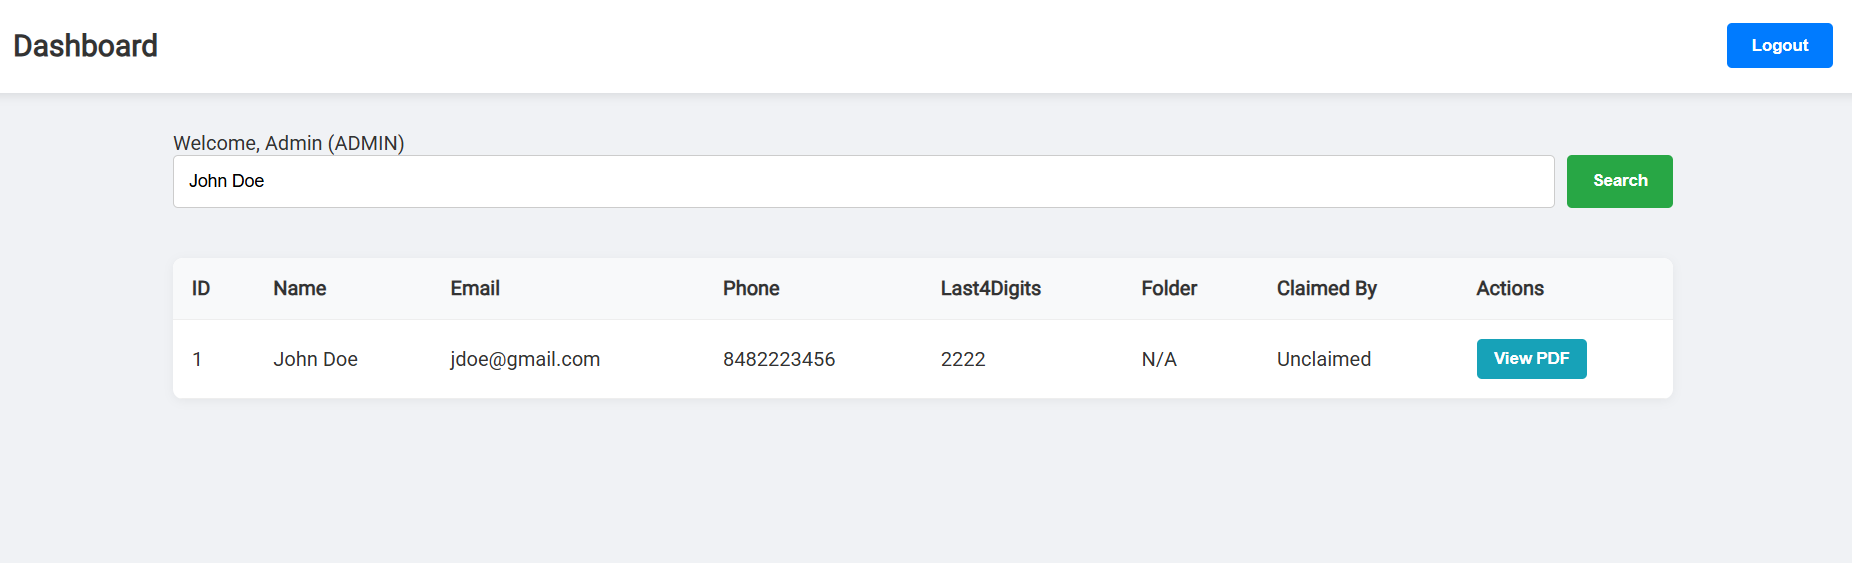 Dashboard
Logout
Welcome, Admin (ADMIN)
John Doe
Search
ID Name Email Phone Last4Digits Folder Claimed By Actions
1 John Doe jdoe@gmail.com 8482223456 2222 N/A Unclaimed View PDF